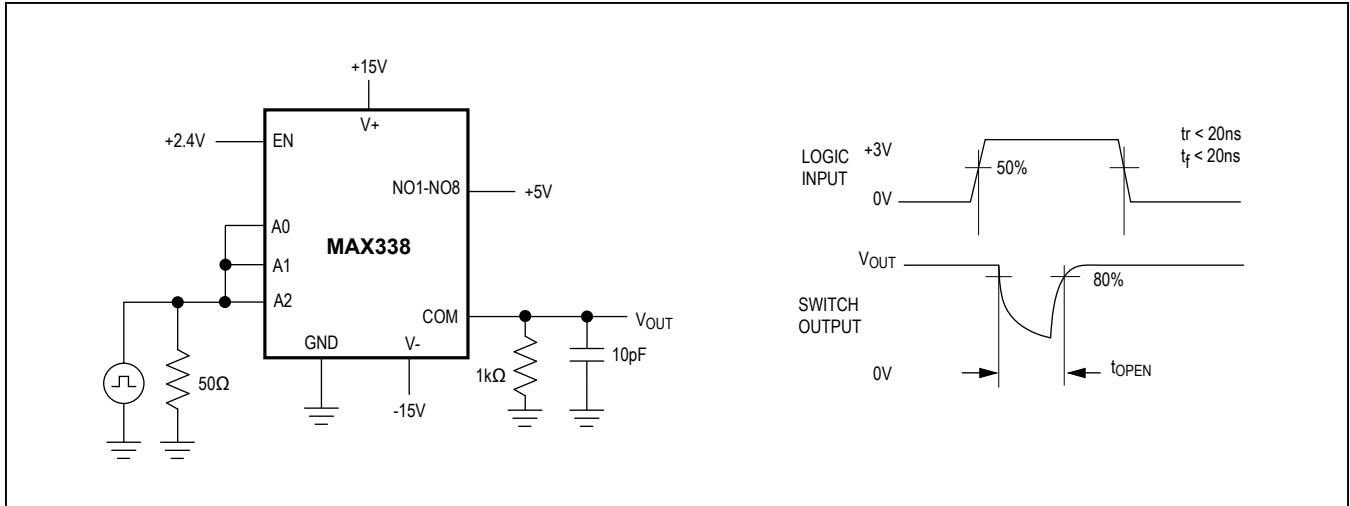 +15V
V+
+2.4V
EN
NO1-NO8
+5V
A0
MAX338
A1
A2
COM
VOUT
GND
V-
50Ω
1kΩ
10pF
-15V
LOGIC
INPUT
+3V
50%
0V
tr < 20ns
tf < 20ns
VOUT
80%
SWITCH
OUTPUT
0V
tOPEN